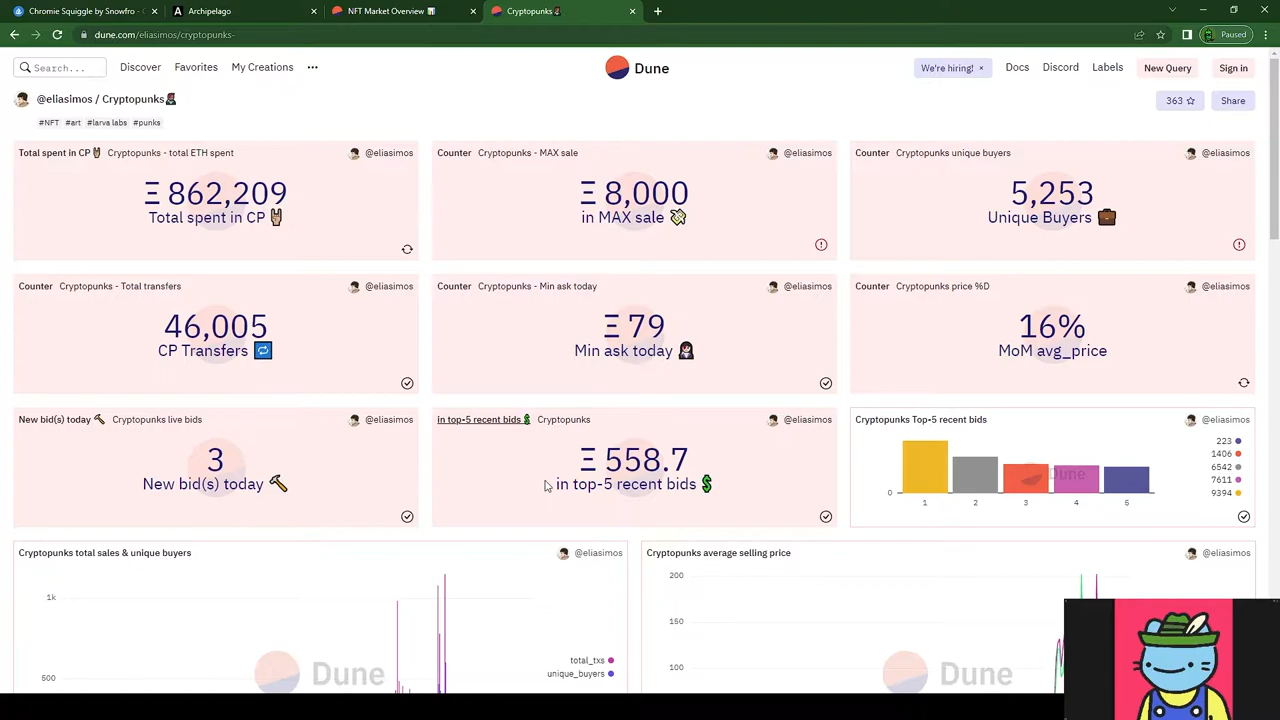 Chromie Squiggle by Snowfro - C
Archipelago
NFT Market Overview
Cryptopunks
dune.com/eliasimos/cryptopunks-
Paused
Search...
Discover
Favorites
My Creations
Dune
We're hiring! ×
Docs
Discord
Labels
New Query
Sign in
@eliasimos / Cryptopunks
363
Share
#NFT #art #larva labs #punks
Total spent in CP Cryptopunks - total ETH spent @eliasimos
Ξ 862,209
Total spent in CP
Counter Cryptopunks - MAX sale @eliasimos
Ξ 8,000
in MAX sale
Counter Cryptopunks unique buyers @eliasimos
5,253
Unique Buyers
Counter Cryptopunks - Total transfers @eliasimos
46,005
CP Transfers
Counter Cryptopunks - Min ask today @eliasimos
Ξ 79
Min ask today
Counter Cryptopunks price %D @eliasimos
16%
MoM avg_price
New bid(s) today Cryptopunks live bids @eliasimos
3
New bid(s) today
in top-5 recent bids Cryptopunks @eliasimos
Ξ 558.7
in top-5 recent bids
Cryptopunks Top-5 recent bids @eliasimos
Dune
0
1 2 3 4 5
223
1406
6542
7611
9394
Cryptopunks total sales & unique buyers @eliasimos
1k
500
Dune
total_txs
unique_buyers
Cryptopunks average selling price @eliasimos
200
150
100
Dune